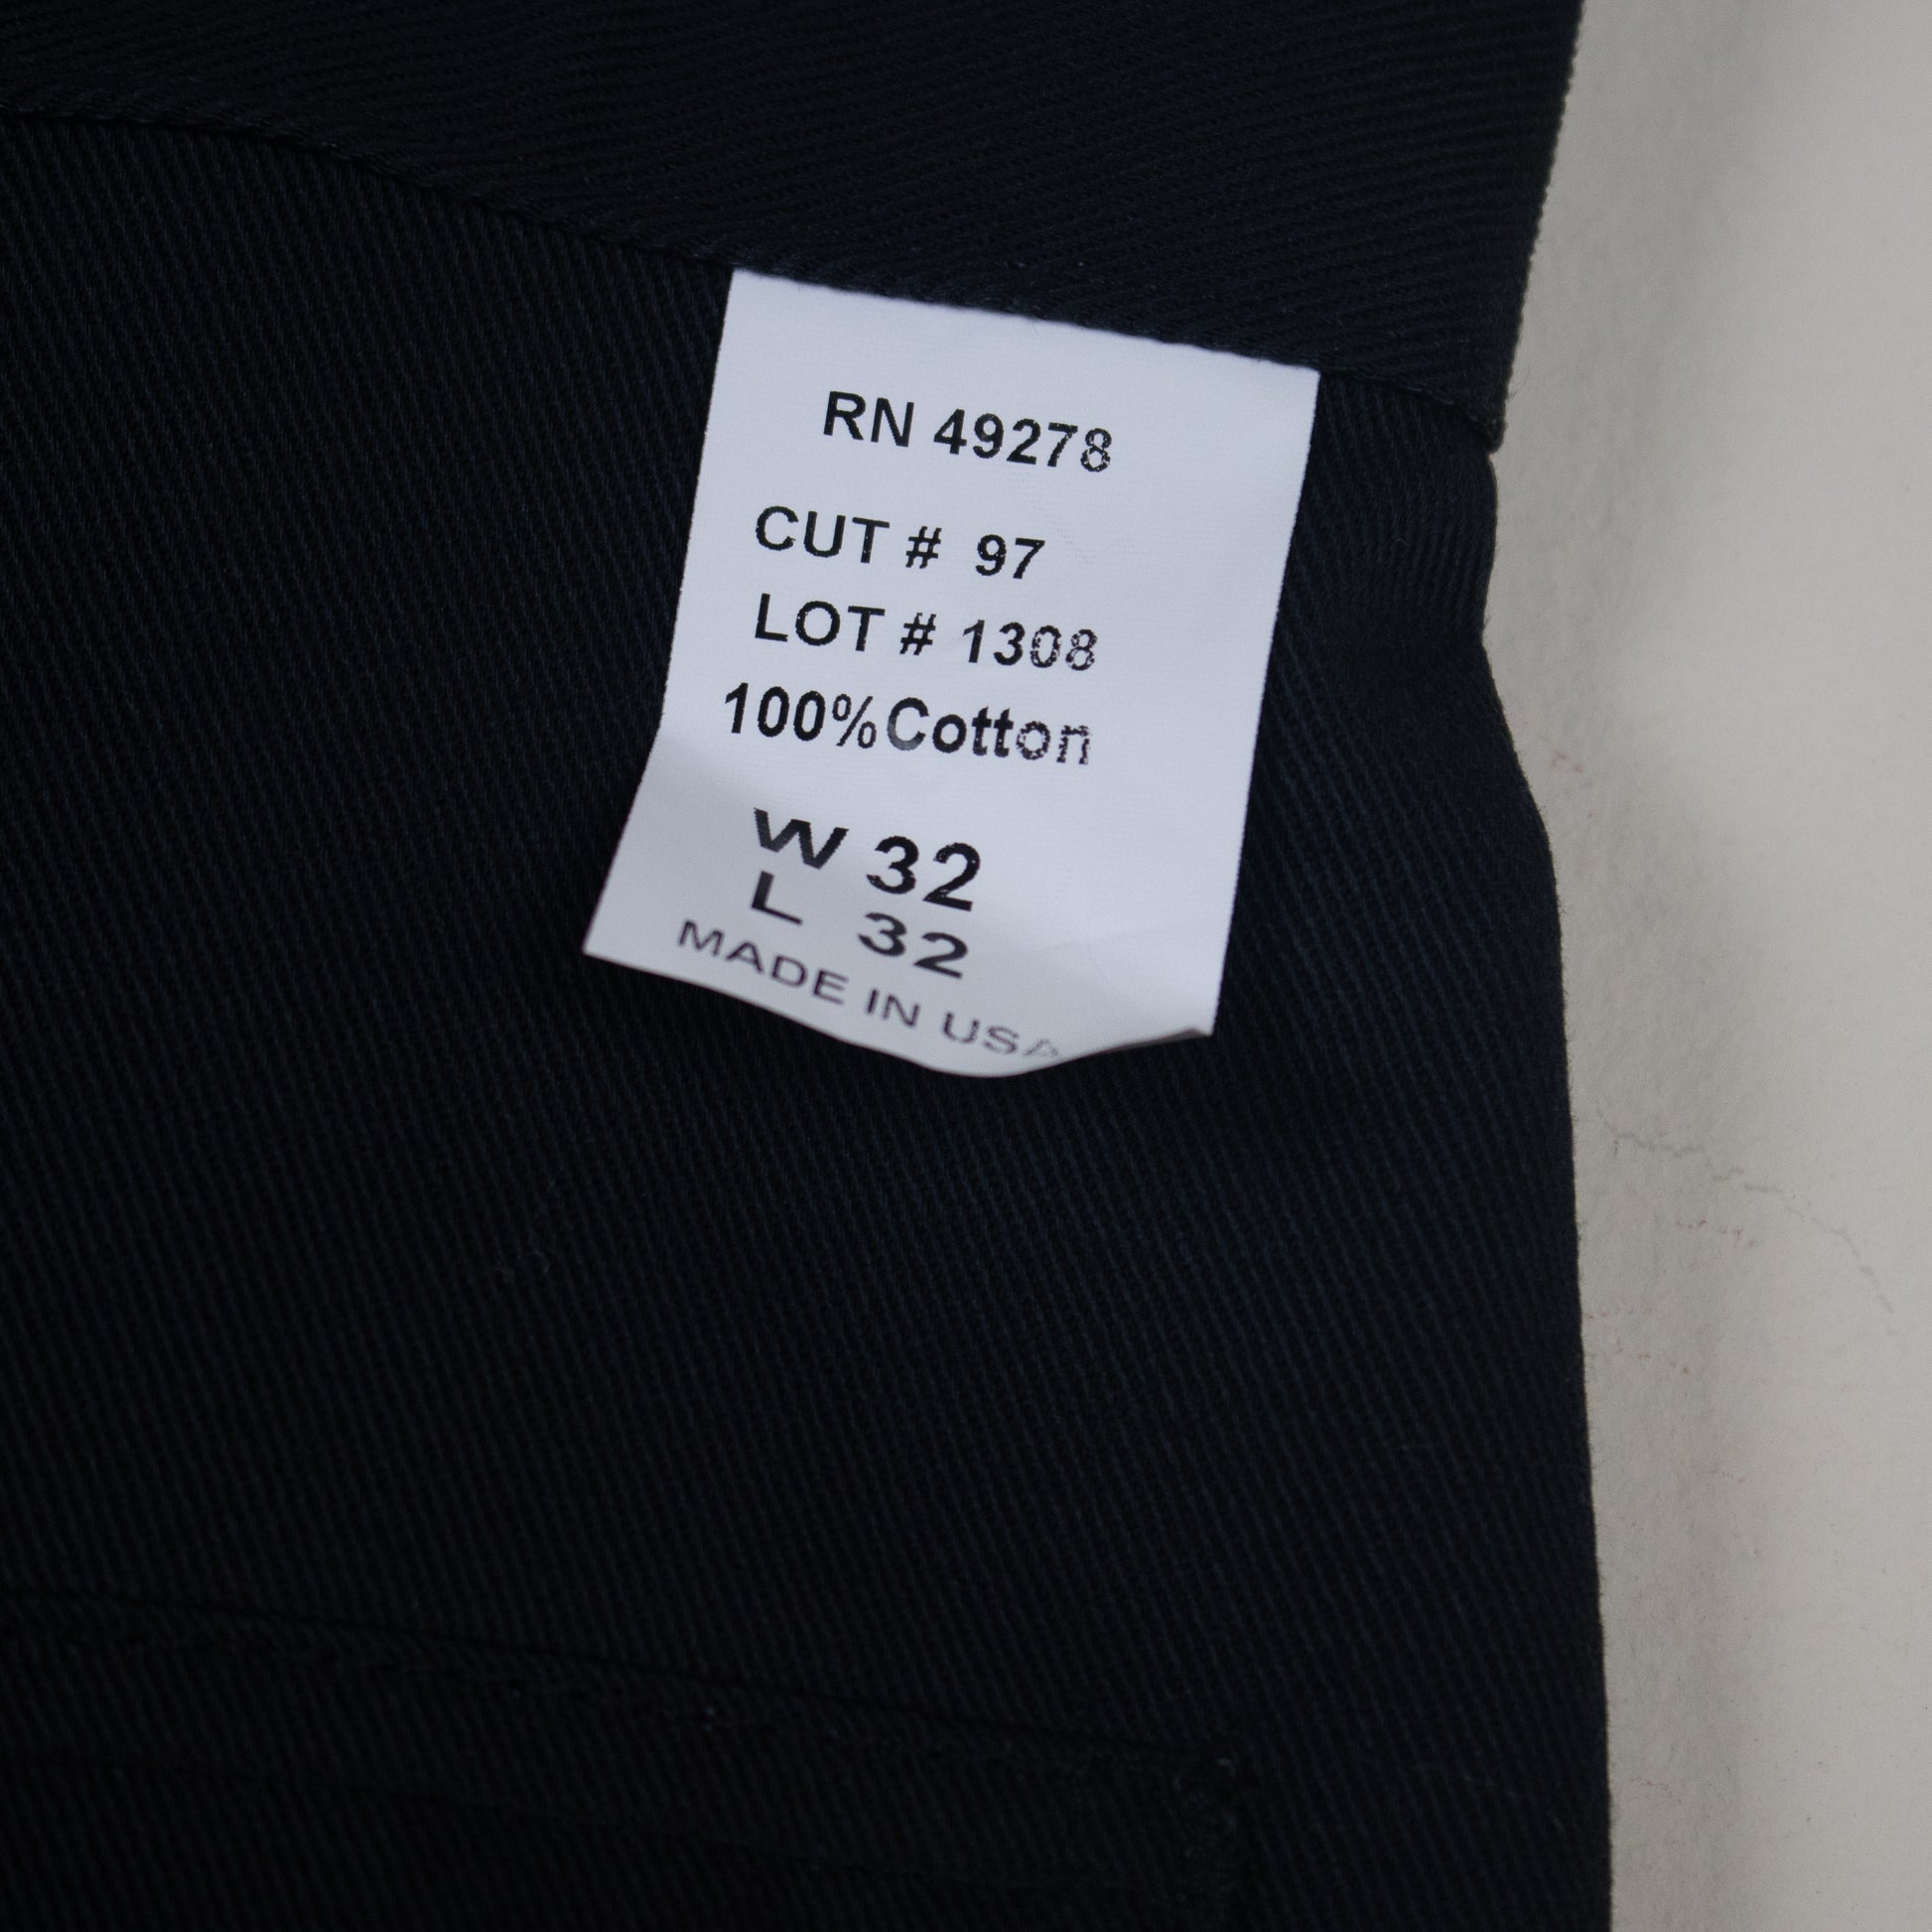 RN 49278
CUT # 97
LOT # 1308
100%Cotton
W 32
L 32
MADE IN USA